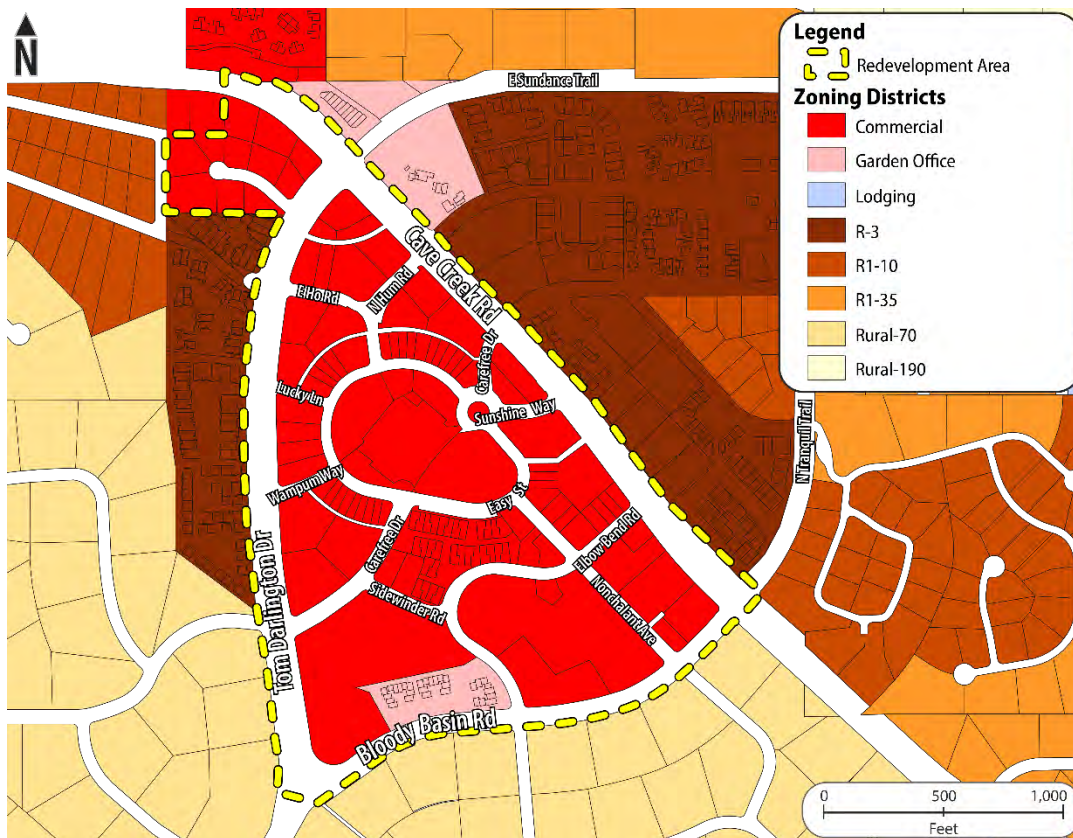 N
Legend
Redevelopment Area
Zoning Districts
Commercial
Garden Office
Lodging
R-3
R1-10
R1-35
Rural-70
Rural-190
E Sundance Trail
Cave Creek Rd
E Ho Rd
N Hum Rd
Carefree Dr
Lucky Ln
Sunshine Way
N Tranquil Trail
Wampum Way
Easy St
Carefree Dr
Elbow Bend Rd
Sidewinder Rd
Nonchalant Ave
Tom Darlington Dr
Bloody Basin Rd
0 500 1,000
Feet